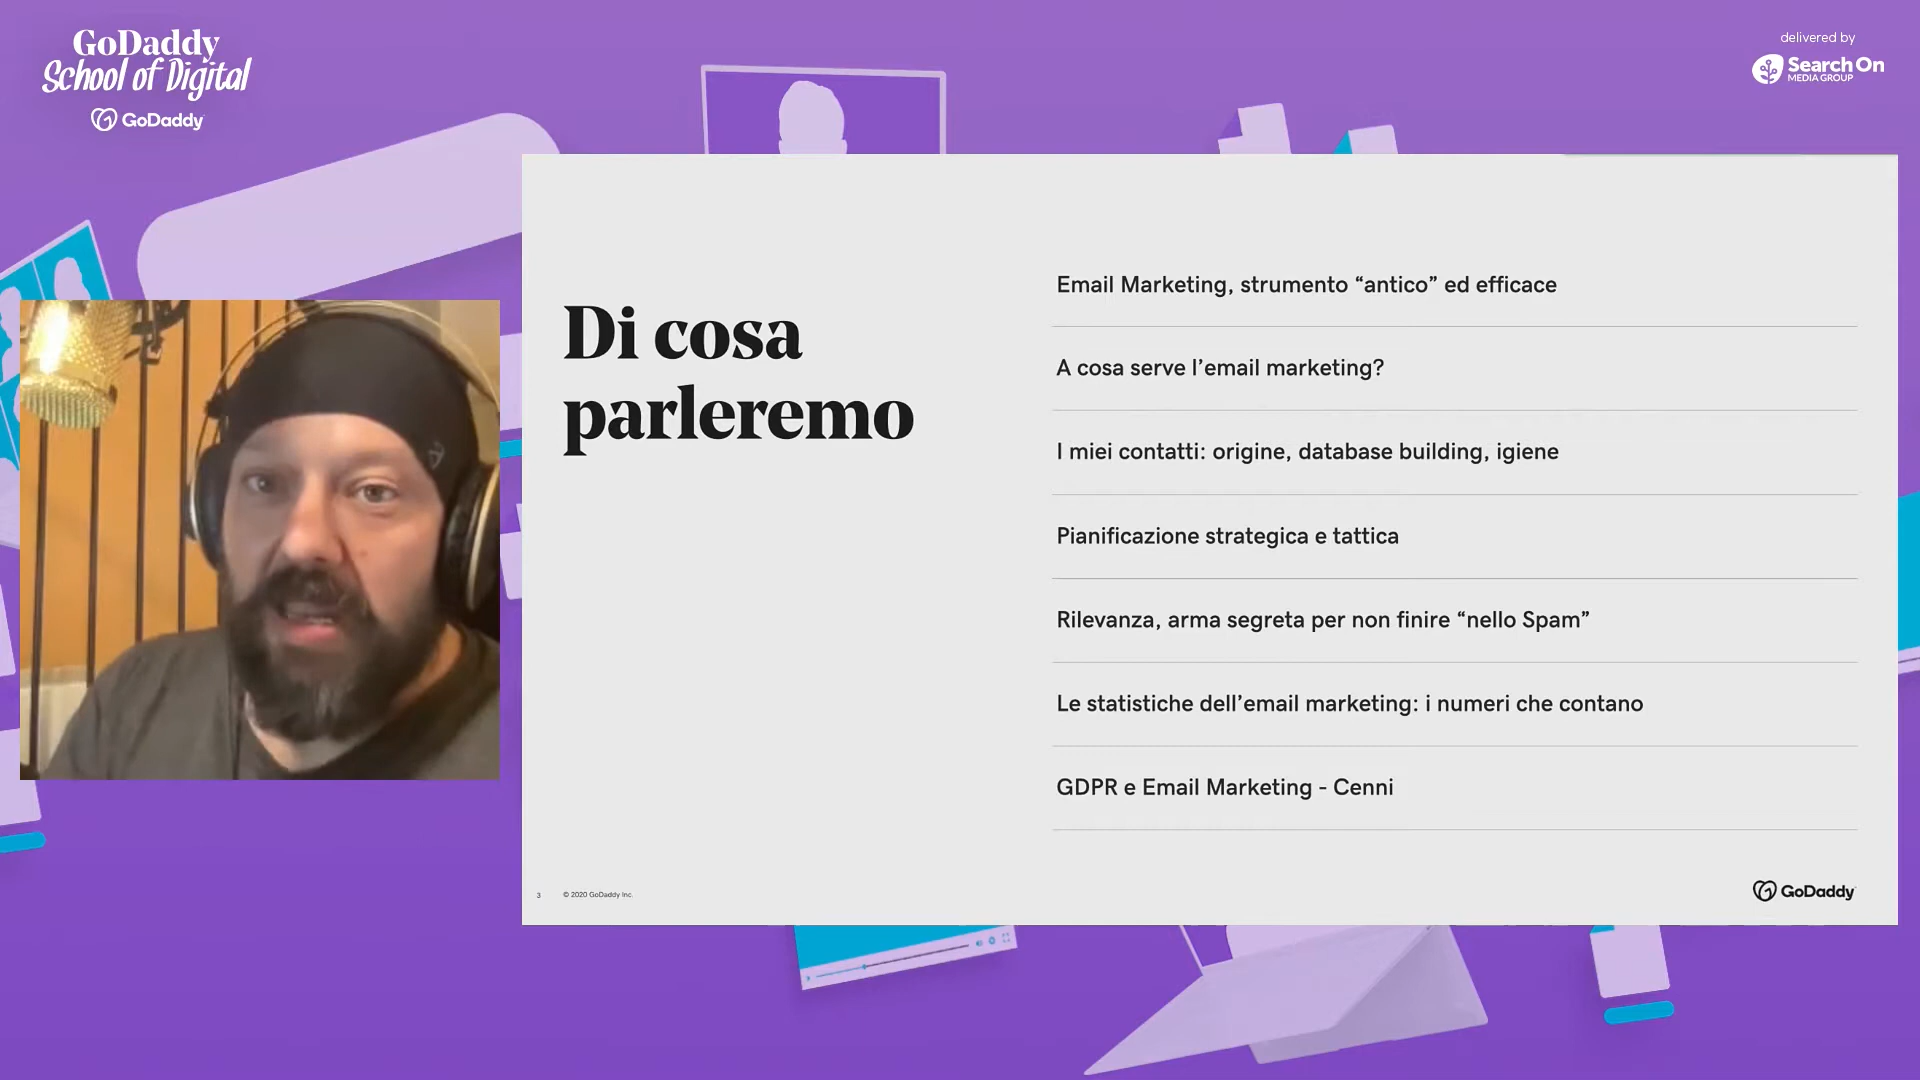 GoDaddy
School of Digital
GoDaddy
delivered by
Search On
MEDIA GROUP
Di cosa
parleremo
Email Marketing, strumento “antico” ed efficace
A cosa serve l’email marketing?
I miei contatti: origine, database building, igiene
Pianificazione strategica e tattica
Rilevanza, arma segreta per non finire “nello Spam”
Le statistiche dell’email marketing: i numeri che contano
GDPR e Email Marketing - Cenni
3
© 2020 GoDaddy Inc.
GoDaddy